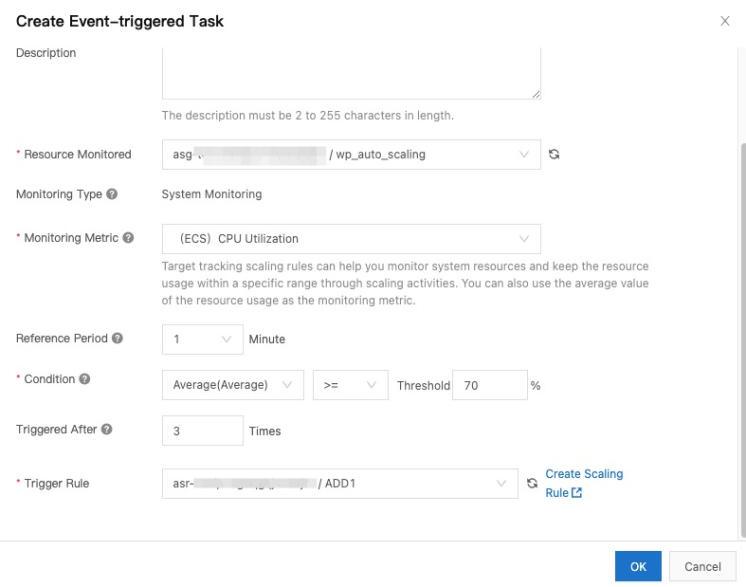 Create Event-triggered Task
Description
The description must be 2 to 255 characters in length.
* Resource Monitored
asg- / wp_auto_scaling
Monitoring Type
System Monitoring
* Monitoring Metric
(ECS) CPU Utilization
Target tracking scaling rules can help you monitor system resources and keep the resource
usage within a specific range through scaling activities. You can also use the average value
of the resource usage as the monitoring metric.
Reference Period
1 Minute
* Condition
Average(Average) >= Threshold 70 %
Triggered After
3 Times
* Trigger Rule
asr- / ADD1
Create Scaling
Rule
OK Cancel